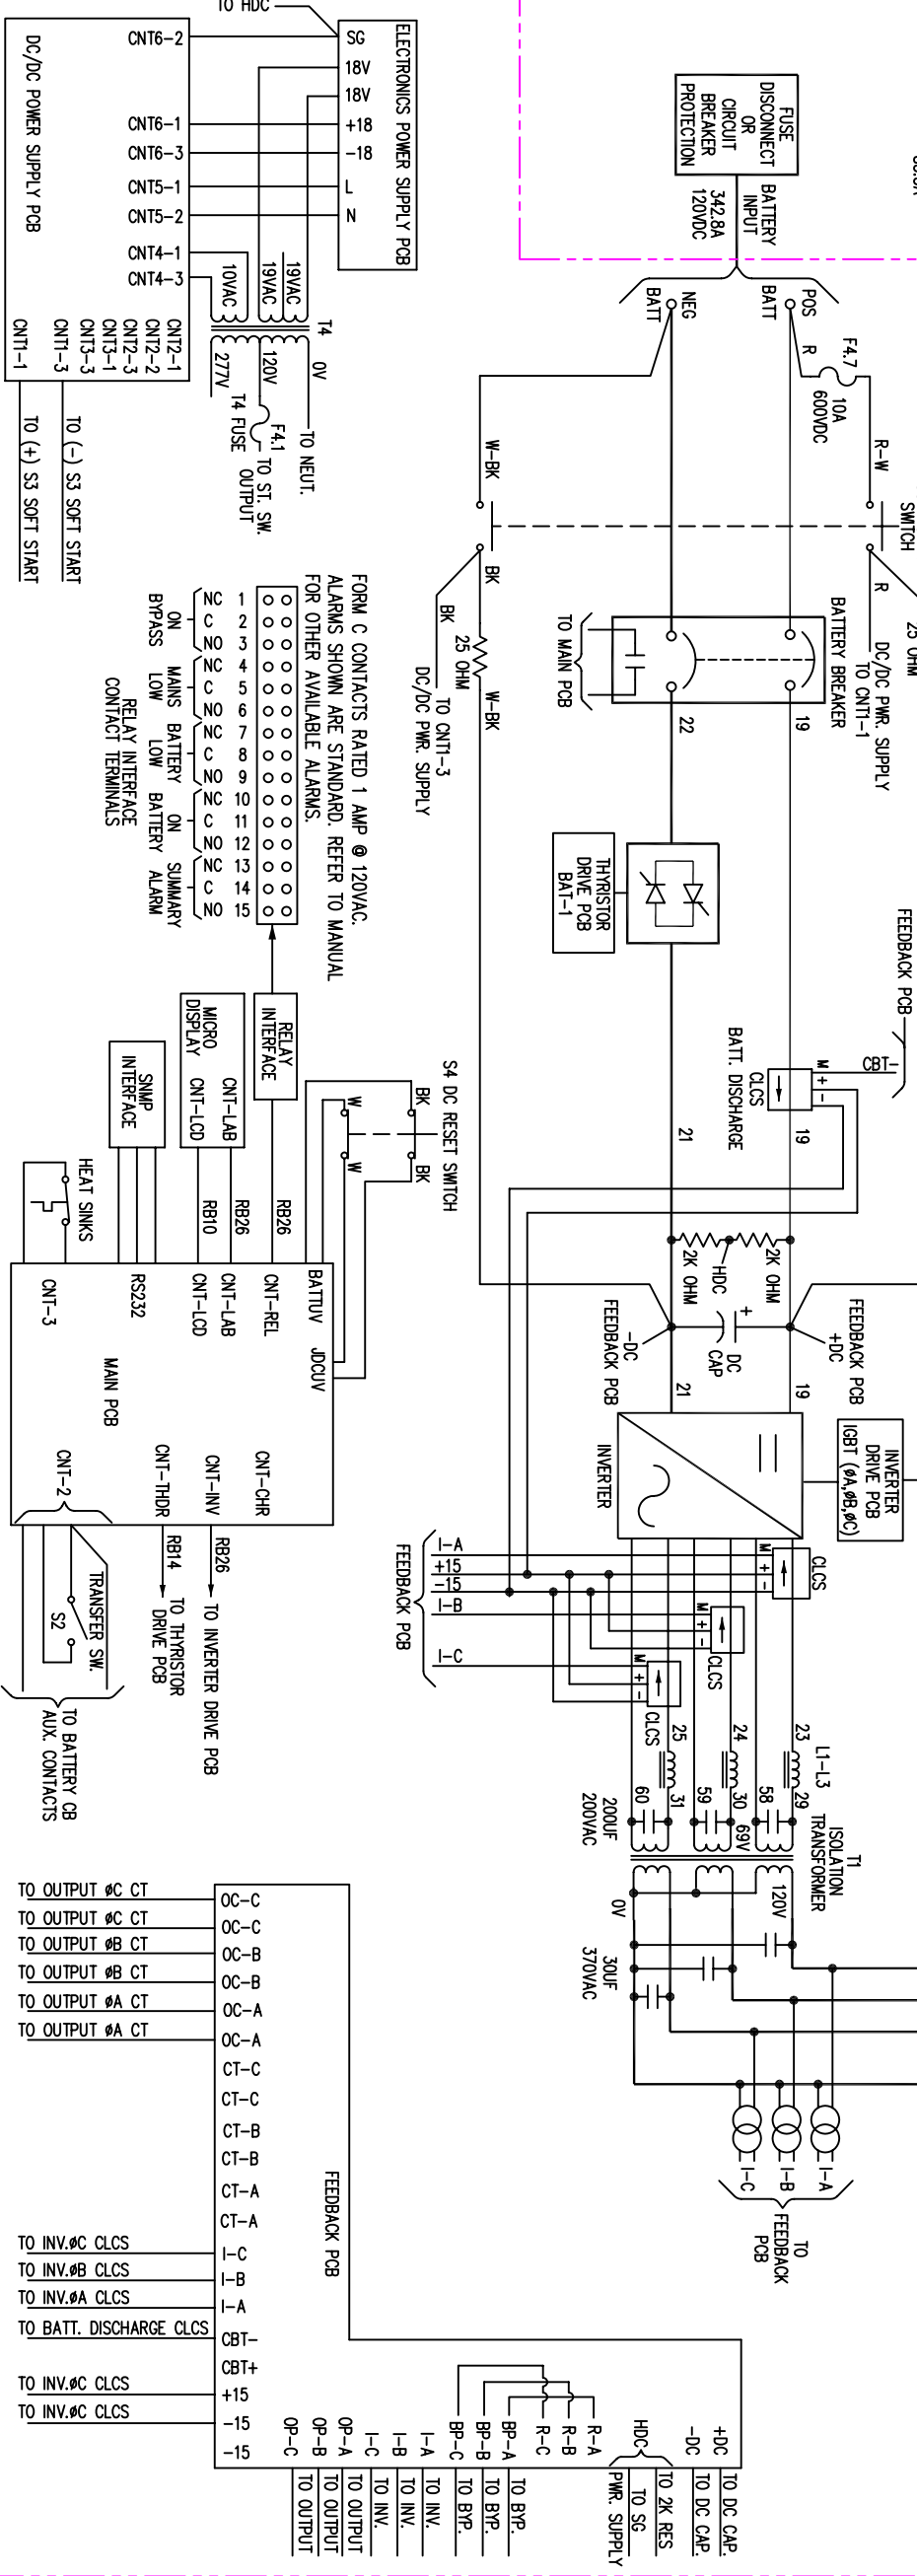 TO HDC
ELECTRONICS POWER SUPPLY PCB
SG
18V
18V
+18
-18
L
N
DC/DC POWER SUPPLY PCB
CNT6-2
CNT6-1
CNT6-3
CNT5-1
CNT5-2
CNT4-1
CNT4-3
CNT2-1
CNT2-2
CNT2-3
CNT3-1
CNT3-3
CNT1-3
CNT1-1
TO (-) S3 SOFT START
TO (+) S3 SOFT START
10VAC
19VAC
19VAC
T4
0V
120V
277V
F4.1
T4 FUSE
TO NEUT.
TO ST. SW.
OUTPUT
FUSE
DISCONNECT
OR
CIRCUIT
BREAKER
PROTECTION
BATTERY
INPUT
342.8A
120VDC
POS
BATT
NEG
BATT
R
F4.7
10A
600VDC
R-W
SWITCH
R
25 OHM
DC/DC PWR. SUPPLY
TO CNT1-1
W-BK
BK
BK
25 OHM
W-BK
TO CNT1-3
DC/DC PWR. SUPPLY
BATTERY BREAKER
TO MAIN PCB
22
19
THYRISTOR
DRIVE PCB
BAT-1
FEEDBACK PCB
CBT-
M
+
-
CLCS
BATT. DISCHARGE
19
21
2K OHM
HDC
2K OHM
+
DC
CAP
+DC
FEEDBACK PCB
-DC
FEEDBACK PCB
19
21
INVERTER
DRIVE PCB
IGBT (ØA,ØB,ØC)
INVERTER
I-A
+15
-15
I-B
I-C
FEEDBACK PCB
M
+
-
CLCS
M
+
-
CLCS
M
+
-
CLCS
23
24
25
L1-L3
29
30
31
58
59
60
69V
200UF
200VAC
T1
ISOLATION
TRANSFORMER
120V
0V
30UF
370VAC
I-A
I-B
I-C
TO
FEEDBACK
PCB
FORM C CONTACTS RATED 1 AMP @ 120VAC.
ALARMS SHOWN ARE STANDARD. REFER TO MANUAL
FOR OTHER AVAILABLE ALARMS.
1
2
3
4
5
6
7
8
9
10
11
12
13
14
15
NC
C
NO
NC
C
NO
NC
C
NO
NC
C
NO
NC
C
NO
ON
BYPASS
MAINS
LOW
BATTERY
LOW
ON
BATTERY
SUMMARY
ALARM
RELAY INTERFACE
CONTACT TERMINALS
RELAY
INTERFACE
MICRO
DISPLAY
CNT-LAB
CNT-LCD
SNMP
INTERFACE
S4 DC RESET SWITCH
BK
BK
W
W
RB26
RB26
RB10
HEAT SINKS
BATTUV
JDCUV
CNT-REL
CNT-LAB
CNT-LCD
RS232
CNT-3
MAIN PCB
CNT-CHR
CNT-INV
CNT-THDR
CNT-2
RB26
TO INVERTER DRIVE PCB
RB14
TO THYRISTOR
DRIVE PCB
TRANSFER SW.
S2
TO BATTERY CB
AUX. CONTACTS
TO OUTPUT ØC CT
TO OUTPUT ØC CT
TO OUTPUT ØB CT
TO OUTPUT ØB CT
TO OUTPUT ØA CT
TO OUTPUT ØA CT
TO INV.ØC CLCS
TO INV.ØB CLCS
TO INV.ØA CLCS
TO BATT. DISCHARGE CLCS
TO INV.ØC CLCS
TO INV.ØC CLCS
OC-C
OC-C
OC-B
OC-B
OC-A
OC-A
CT-C
CT-C
CT-B
CT-B
CT-A
CT-A
I-C
I-B
I-A
CBT-
CBT+
+15
-15
-15
FEEDBACK PCB
+DC
-DC
HDC
R-A
R-B
R-C
BP-A
BP-B
BP-C
I-A
I-B
I-C
OP-A
OP-B
OP-C
TO DC CAP.
TO DC CAP.
TO 2K RES
TO SG
PWR. SUPPLY
TO BYP.
TO BYP.
TO BYP.
TO INV.
TO INV.
TO INV.
TO OUTPUT
TO OUTPUT
TO OUTPUT